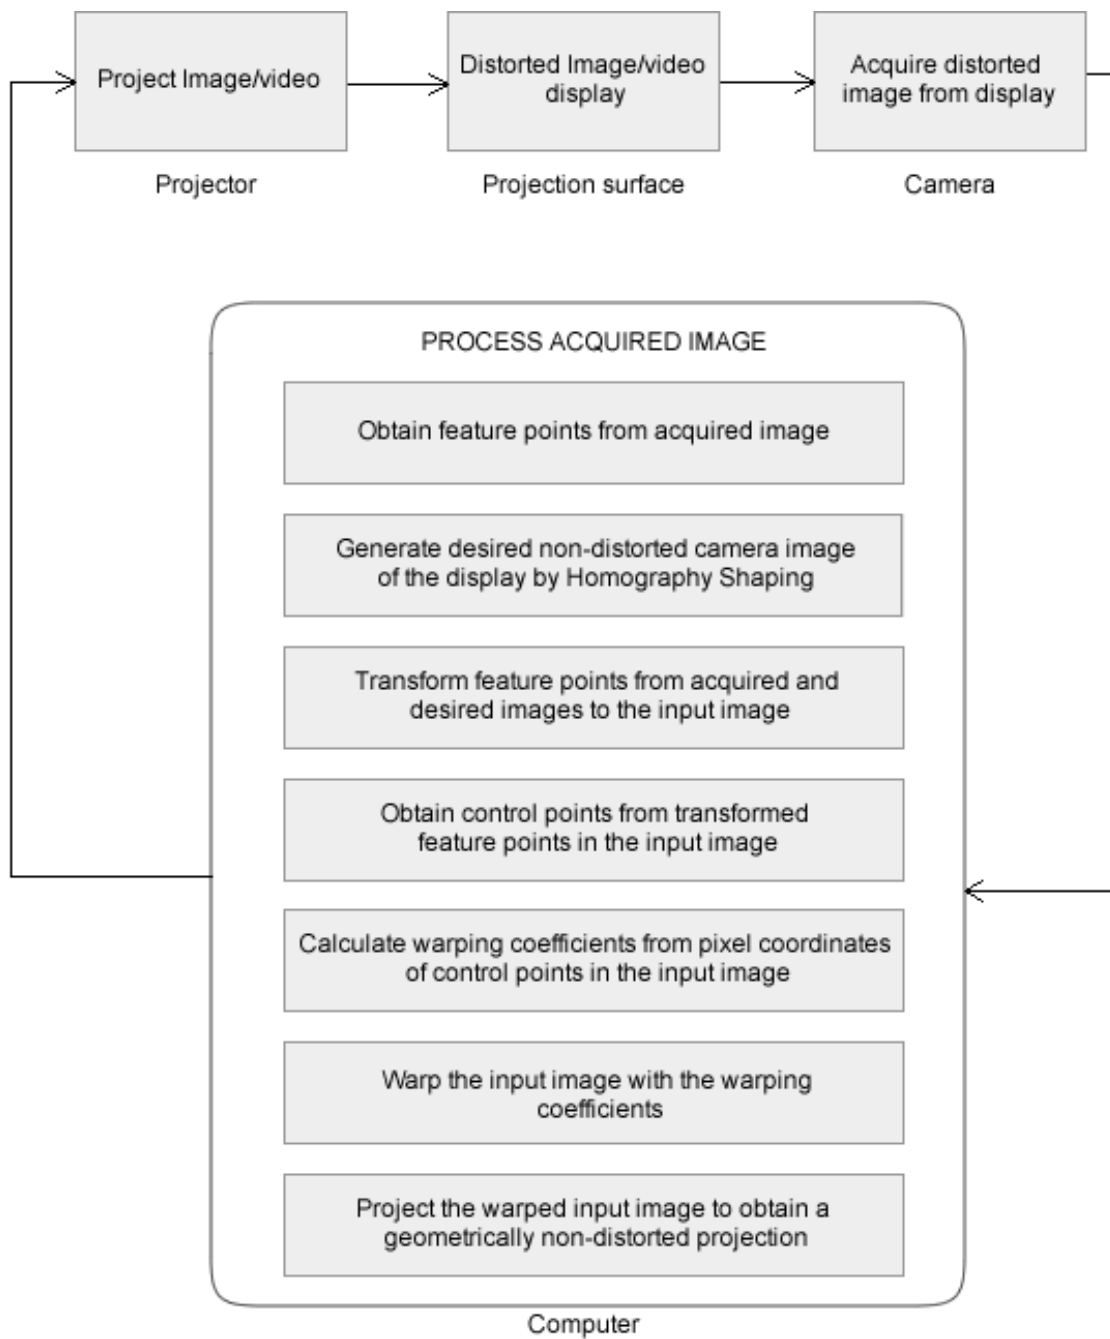 Project Image/video
Distorted Image/video
display
Acquire distorted
image from display
Projector
Projection surface
Camera
PROCESS ACQUIRED IMAGE
Obtain feature points from acquired image
Generate desired non-distorted camera image
of the display by Homography Shaping
Transform feature points from acquired and
desired images to the input image
Obtain control points from transformed
feature points in the input image
Calculate warping coefficients from pixel coordinates
of control points in the input image
Warp the input image with the warping
coefficients
Project the warped input image to obtain a
geometrically non-distorted projection
Computer